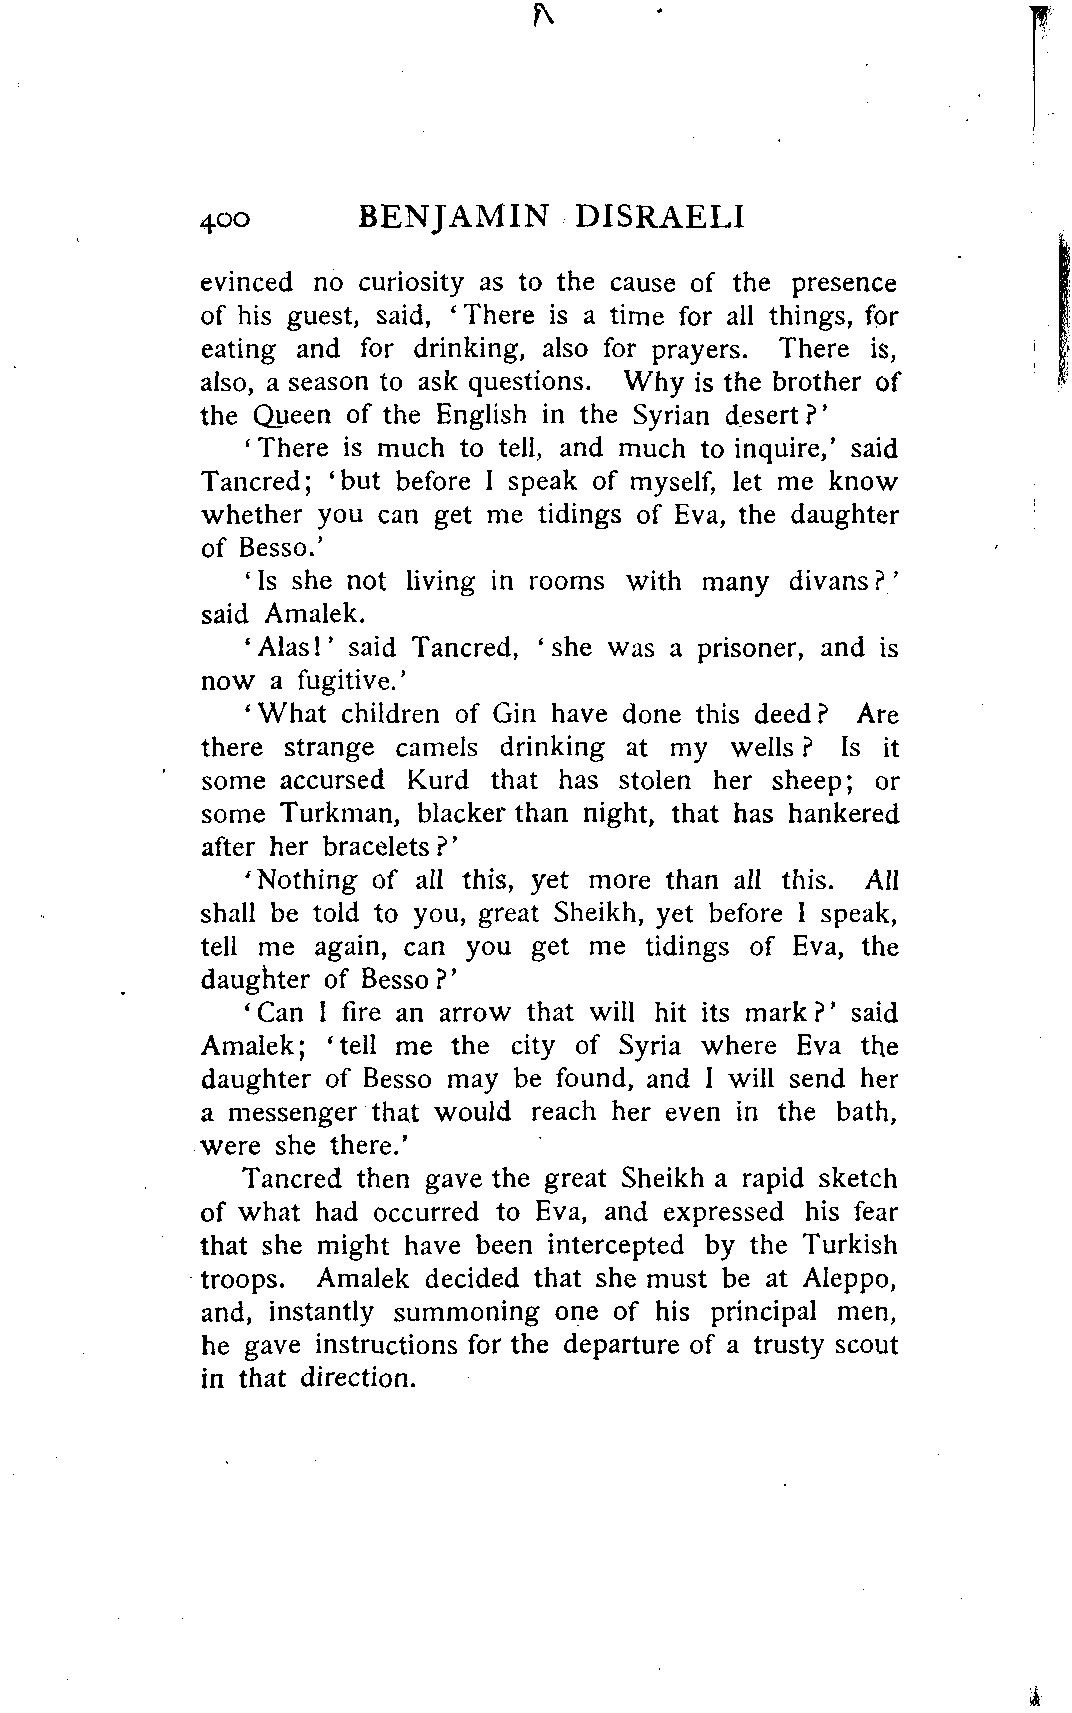 400 BENJAMIN DISRAELI
evinced no curiosity as to the cause of the presence
of his guest, said, ‘There is a time for all things, for
eating and for drinking, also for prayers. There is,
also, a season to ask questions. Why is the brother of
the Queen of the English in the Syrian desert?’
‘There is much to tell, and much to inquire,’ said
Tancred; ‘but before I speak of myself, let me know
whether you can get me tidings of Eva, the daughter
of Besso.’
‘Is she not living in rooms with many divans?’
said Amalek.
‘Alas!’ said Tancred, ‘she was a prisoner, and is
now a fugitive.’
‘What children of Gin have done this deed? Are
there strange camels drinking at my wells? Is it
some accursed Kurd that has stolen her sheep; or
some Turkman, blacker than night, that has hankered
after her bracelets?’
‘Nothing of all this, yet more than all this. All
shall be told to you, great Sheikh, yet before I speak,
tell me again, can you get me tidings of Eva, the
daughter of Besso?’
‘Can I fire an arrow that will hit its mark?’ said
Amalek; ‘tell me the city of Syria where Eva the
daughter of Besso may be found, and I will send her
a messenger that would reach her even in the bath,
were she there.’
Tancred then gave the great Sheikh a rapid sketch
of what had occurred to Eva, and expressed his fear
that she might have been intercepted by the Turkish
troops. Amalek decided that she must be at Aleppo,
and, instantly summoning one of his principal men,
he gave instructions for the departure of a trusty scout
in that direction.